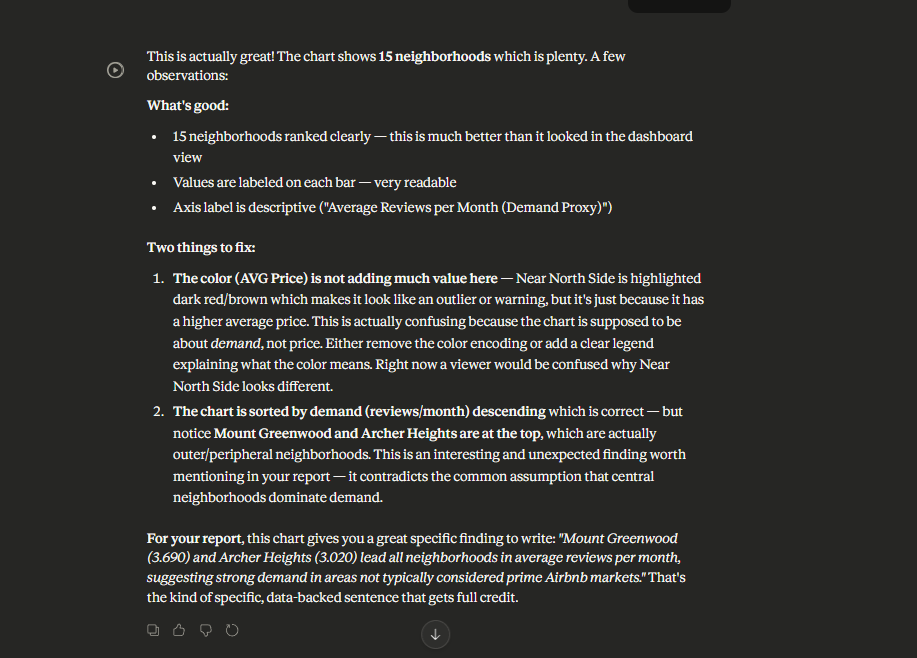 This is actually great! The chart shows 15 neighborhoods which is plenty. A few
observations:
What's good:
• 15 neighborhoods ranked clearly — this is much better than it looked in the dashboard
view
• Values are labeled on each bar — very readable
• Axis label is descriptive ("Average Reviews per Month (Demand Proxy)")
Two things to fix:
1. The color (AVG Price) is not adding much value here — Near North Side is highlighted
dark red/brown which makes it look like an outlier or warning, but it's just because it has
a higher average price. This is actually confusing because the chart is supposed to be
about demand, not price. Either remove the color encoding or add a clear legend
explaining what the color means. Right now a viewer would be confused why Near
North Side looks different.
2. The chart is sorted by demand (reviews/month) descending which is correct — but
notice Mount Greenwood and Archer Heights are at the top, which are actually
outer/peripheral neighborhoods. This is an interesting and unexpected finding worth
mentioning in your report — it contradicts the common assumption that central
neighborhoods dominate demand.
For your report, this chart gives you a great specific finding to write: "Mount Greenwood
(3.690) and Archer Heights (3.020) lead all neighborhoods in average reviews per month,
suggesting strong demand in areas not typically considered prime Airbnb markets." That's
the kind of specific, data-backed sentence that gets full credit.